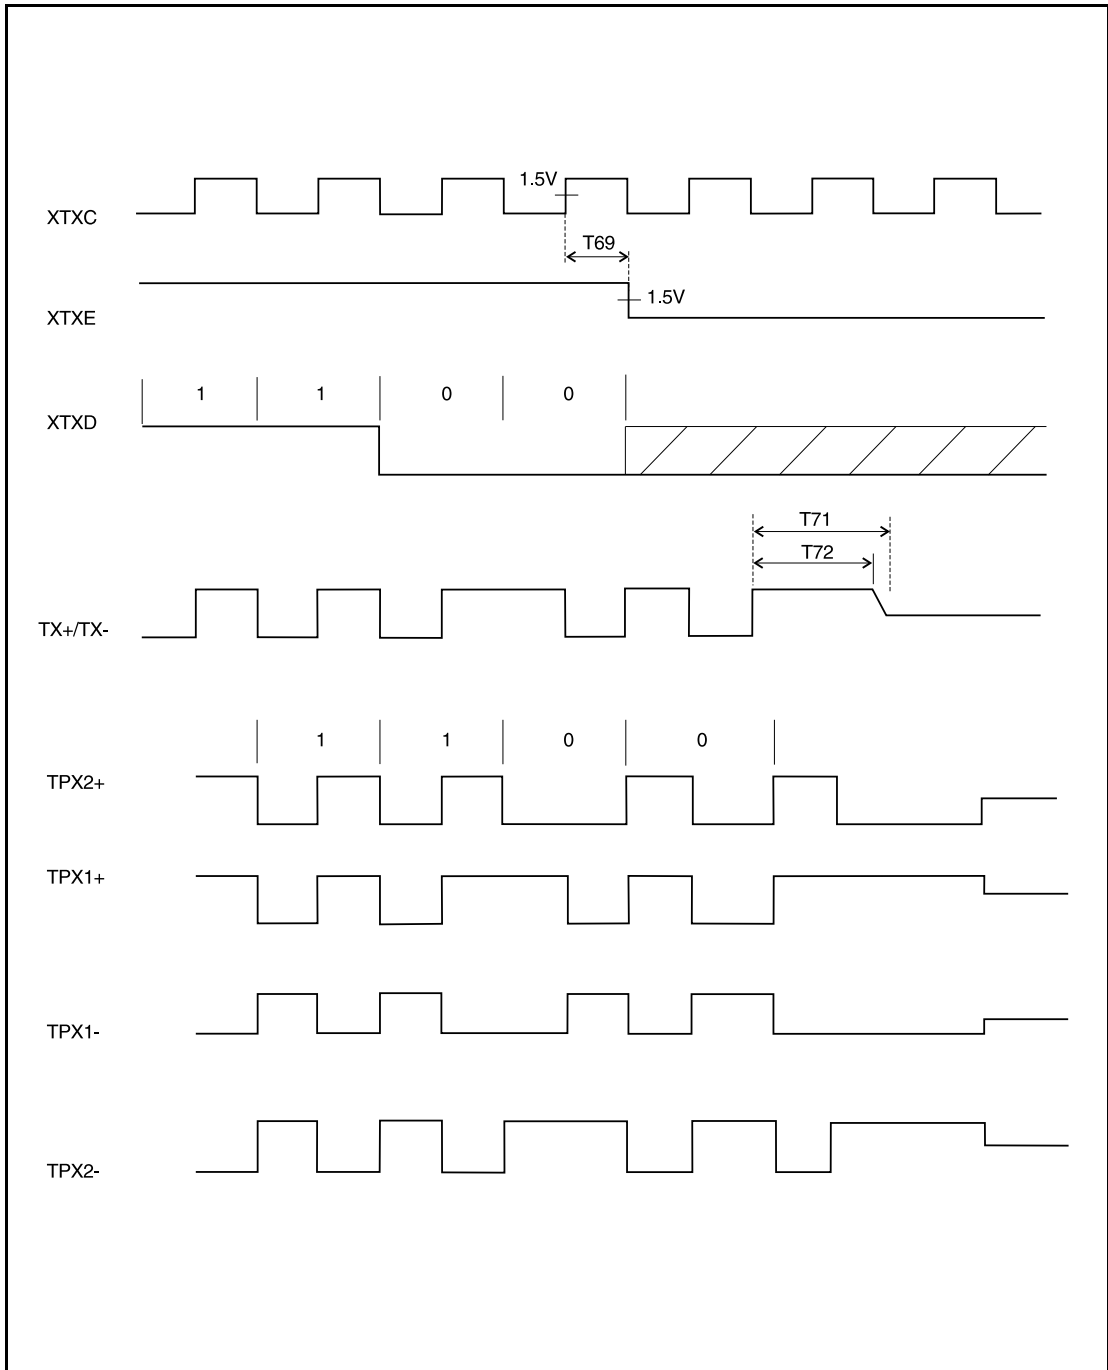 1.5V
XTXC
T69
1.5V
XTXE
1 1 0 0
XTXD
T71
T72
TX+/TX-
1 1 0 0
TPX2+
TPX1+
TPX1-
TPX2-